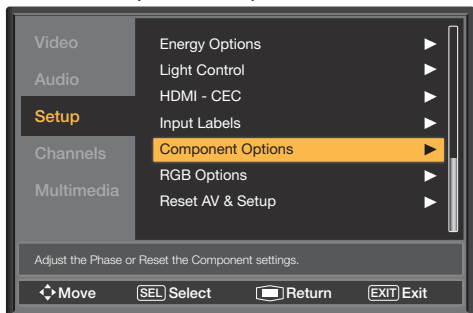 Video
Audio
Setup
Channels
Multimedia
Energy Options
Light Control
HDMI - CEC
Input Labels
Component Options
RGB Options
Reset AV & Setup
Adjust the Phase or Reset the Component settings.
Move SEL Select Return EXIT Exit